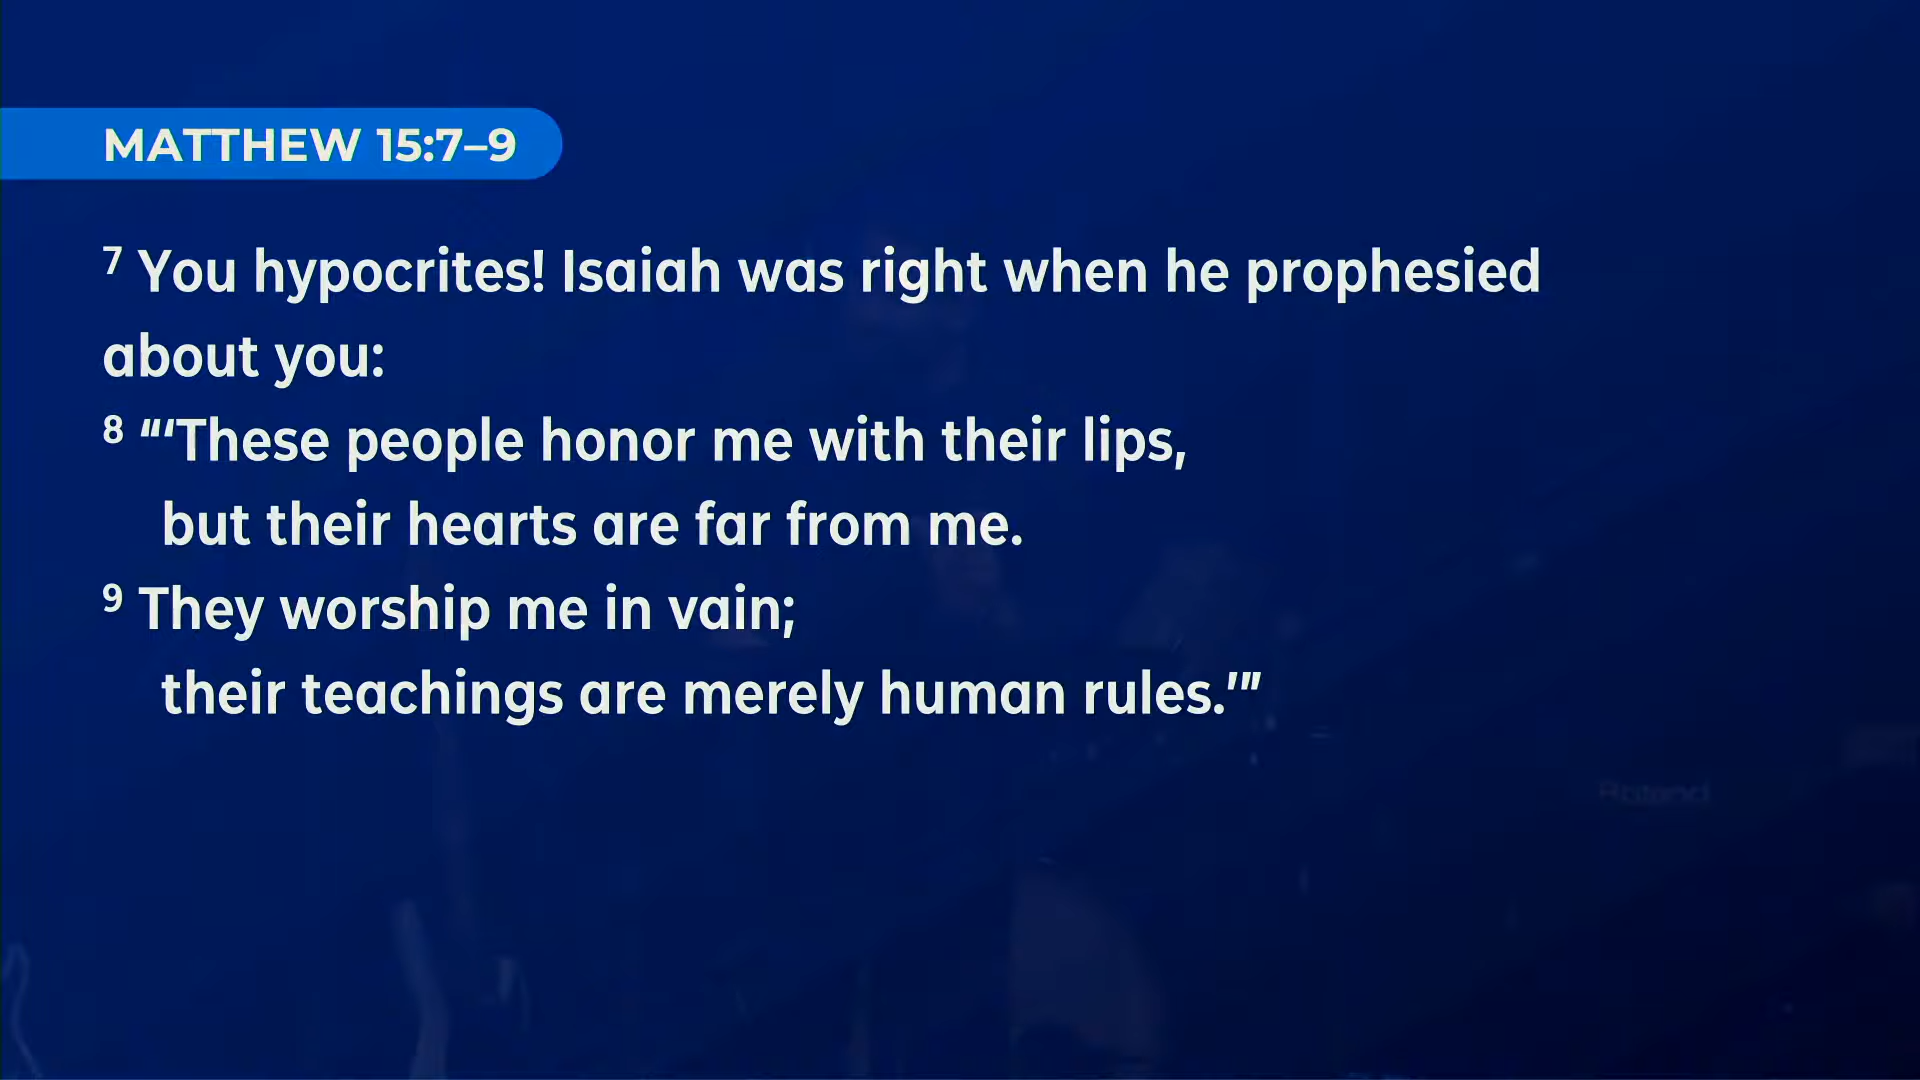 MATTHEW 15:7–9
7 You hypocrites! Isaiah was right when he prophesied
about you:
8 “‘These people honor me with their lips,
but their hearts are far from me.
9 They worship me in vain;
their teachings are merely human rules.’”
Roland